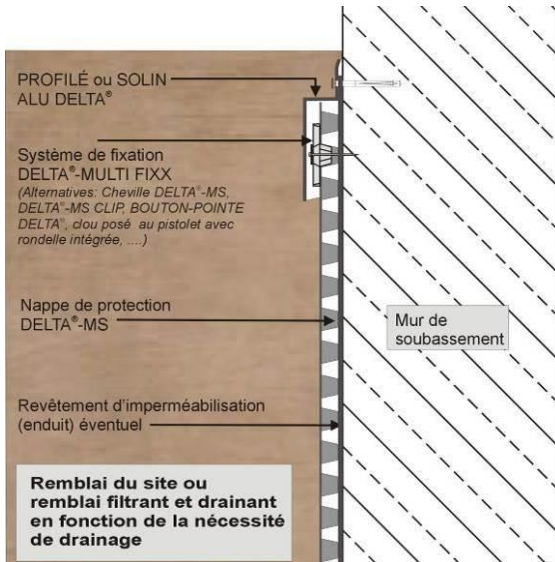 PROFILÉ ou SOLIN
ALU DELTA®
Système de fixation
DELTA®-MULTI FIXX
(Alternatives: Cheville DELTA®-MS,
DELTA®-MS CLIP, BOUTON-POINTE
DELTA®, clou posé au pistolet avec
rondelle intégrée, ....)
Nappe de protection
DELTA®-MS
Mur de
soubassement
Revêtement d'imperméabilisation
(enduit) éventuel
Remblai du site ou
remblai filtrant et drainant
en fonction de la nécessité
de drainage